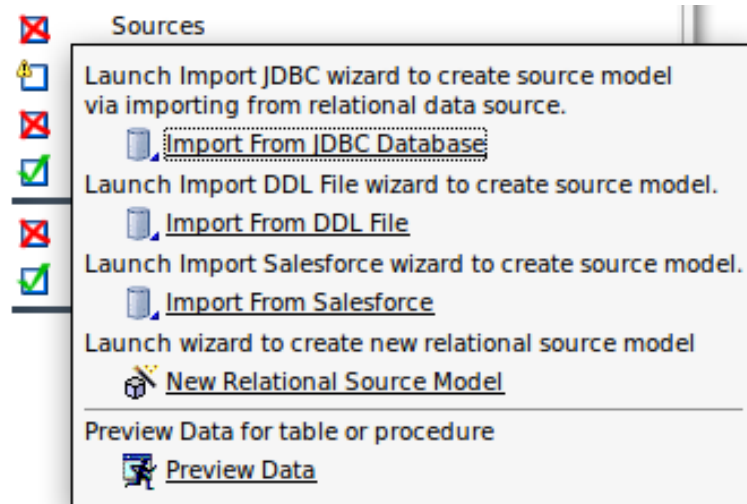 Sources
Launch Import JDBC wizard to create source model
via importing from relational data source.
Import From JDBC Database
Launch Import DDL File wizard to create source model.
Import From DDL File
Launch Import Salesforce wizard to create source model.
Import From Salesforce
Launch wizard to create new relational source model
New Relational Source Model
Preview Data for table or procedure
Preview Data